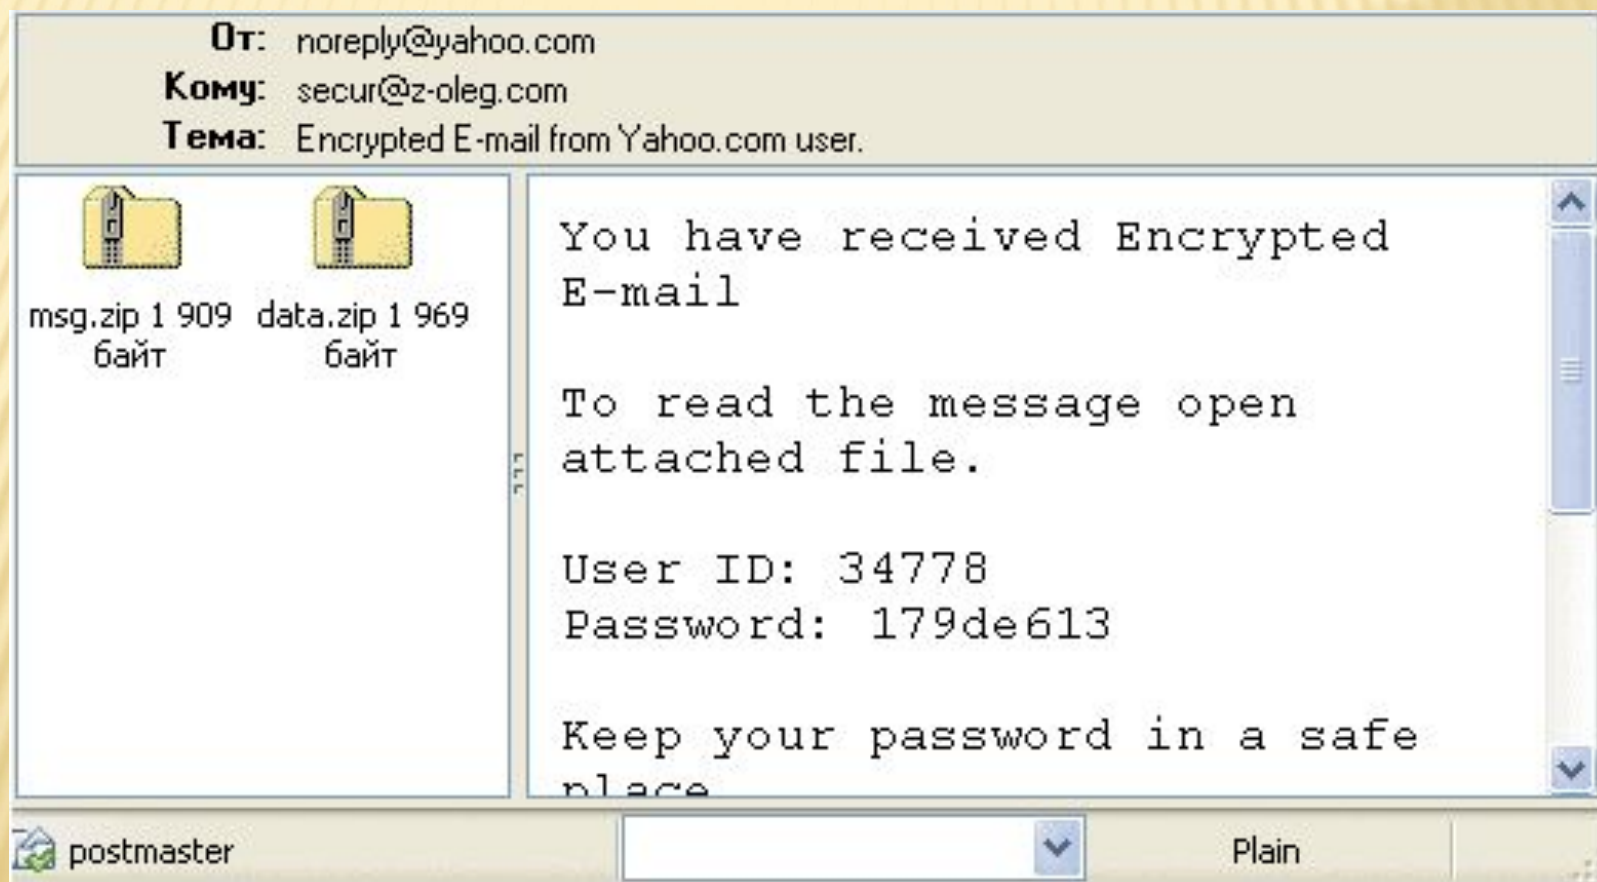 От: noreply@yahoo.com
Кому: secur@z-oleg.com
Тема: Encrypted E-mail from Yahoo.com user.
msg.zip 1 909
байт
data.zip 1 969
байт
You have received Encrypted
E-mail
To read the message open
attached file.
User ID: 34778
Password: 179de613
Keep your password in a safe
place
postmaster
Plain